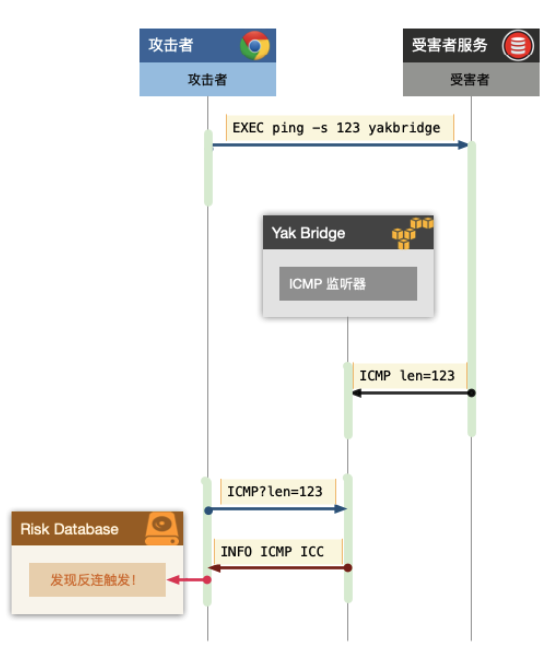 攻击者
受害者服务
攻击者
受害者
EXEC ping -s 123 yakbridge
Yak Bridge
ICMP 监听器
ICMP len=123
ICMP?len=123
Risk Database
INFO ICMP ICC
发现反连触发!